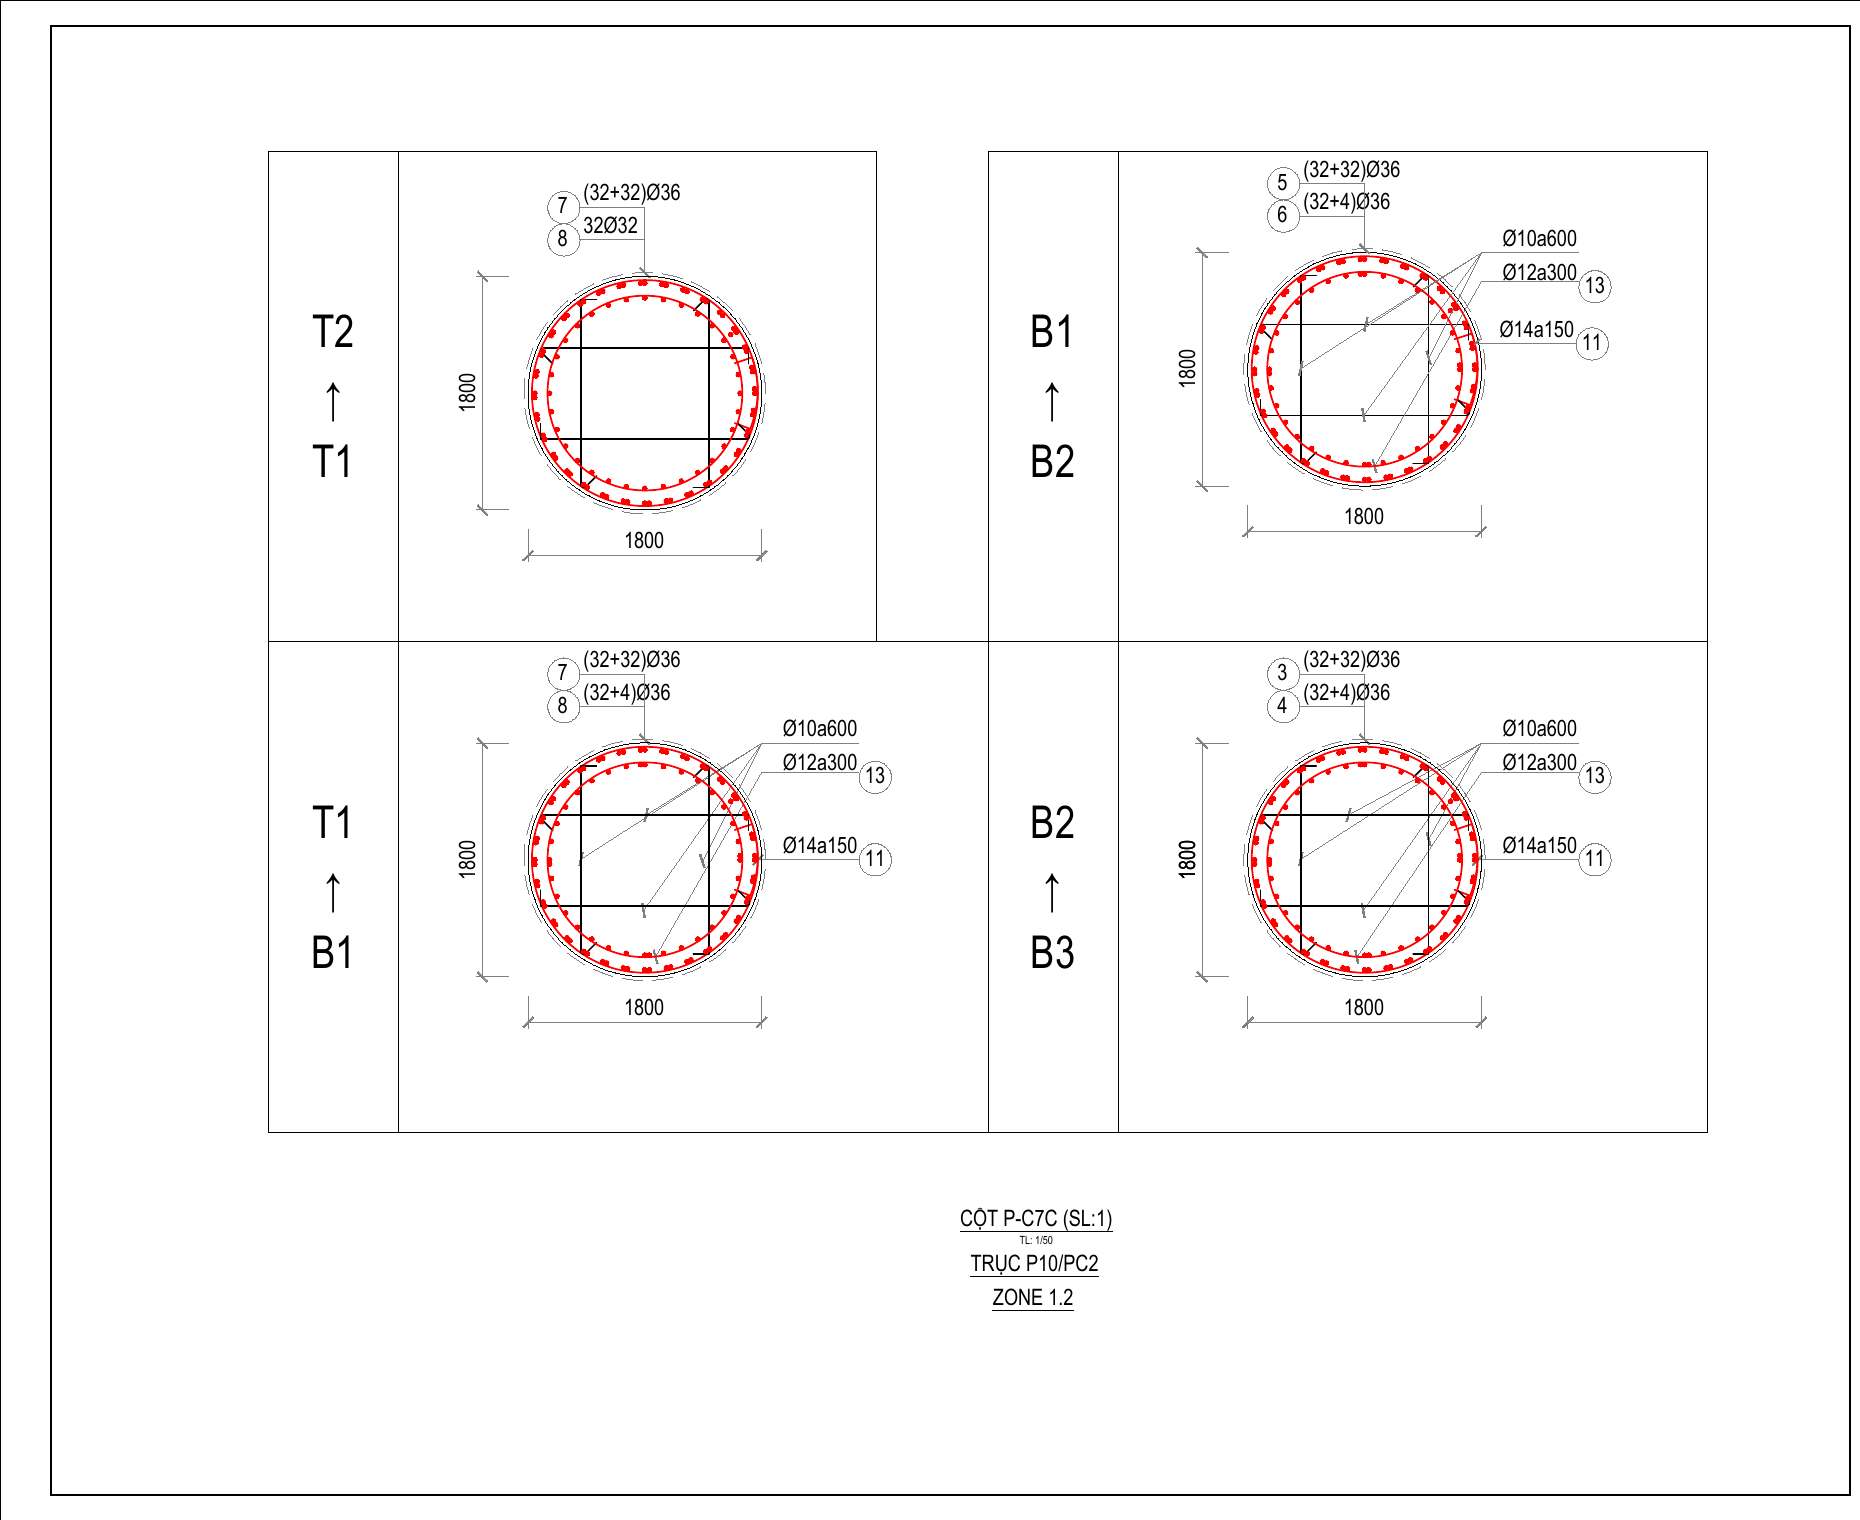 T2
↑
T1
7 (32+32)Ø36
8 32Ø32
1800
1800
B1
↑
B2
5 (32+32)Ø36
6 (32+4)Ø36
Ø10a600
Ø12a300 13
Ø14a150 11
1800
1800
T1
↑
B1
7 (32+32)Ø36
8 (32+4)Ø36
Ø10a600
Ø12a300 13
Ø14a150 11
1800
1800
B2
↑
B3
3 (32+32)Ø36
4 (32+4)Ø36
Ø10a600
Ø12a300 13
Ø14a150 11
1800
1800
CỘT P-C7C (SL:1)
TL: 1/50
TRỤC P10/PC2
ZONE 1.2